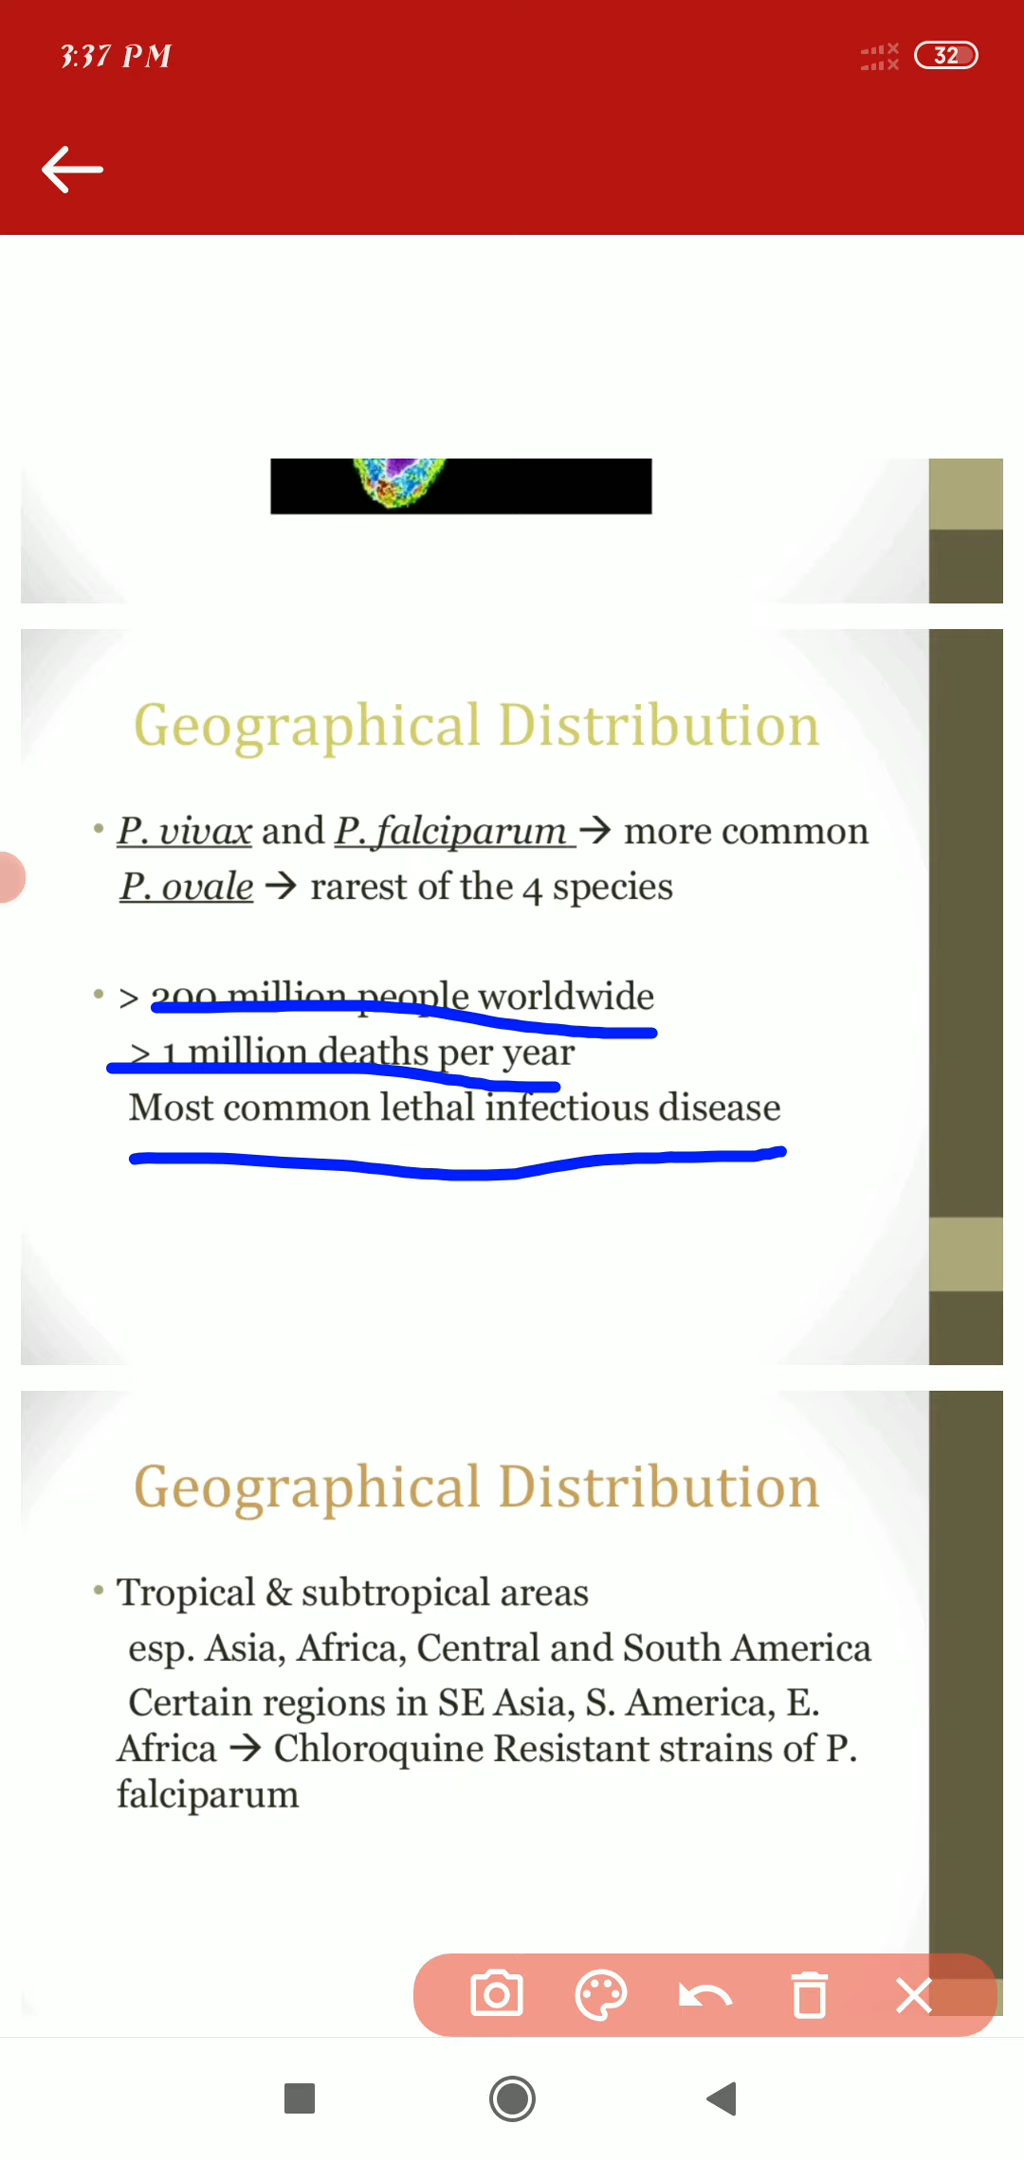 3:37 PM
32
Geographical Distribution
• P. vivax and P. falciparum → more common
P. ovale → rarest of the 4 species
• > 200 million people worldwide
> 1 million deaths per year
Most common lethal infectious disease
Geographical Distribution
• Tropical & subtropical areas
esp. Asia, Africa, Central and South America
Certain regions in SE Asia, S. America, E.
Africa → Chloroquine Resistant strains of P.
falciparum